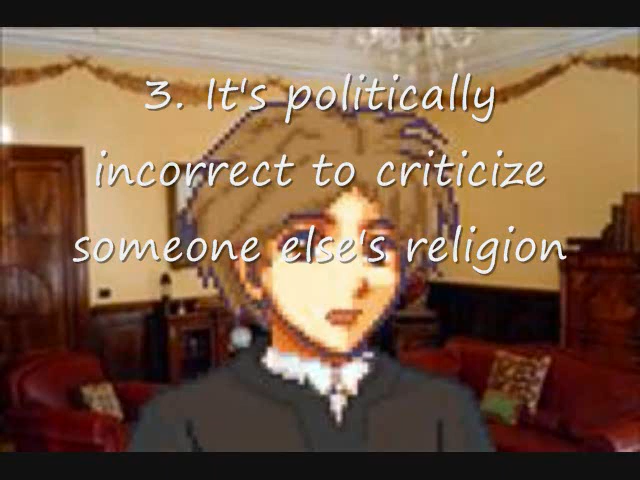 3. It's politically
incorrect to criticize
someone else's religion